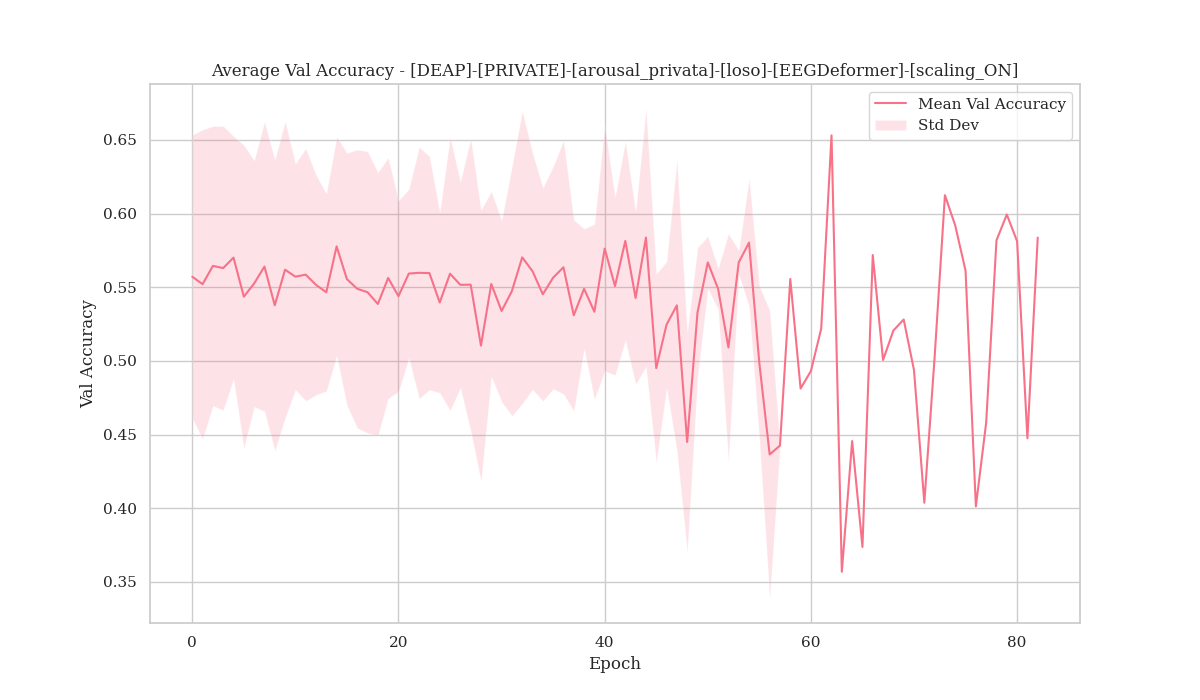 Average Val Accuracy - [DEAP]-[PRIVATE]-[arousal_privata]-[loso]-[EEGDeformer]-[scaling_ON]
Mean Val Accuracy
Std Dev
Val Accuracy
0.65
0.60
0.55
0.50
0.45
0.40
0.35
0
20
40
60
80
Epoch